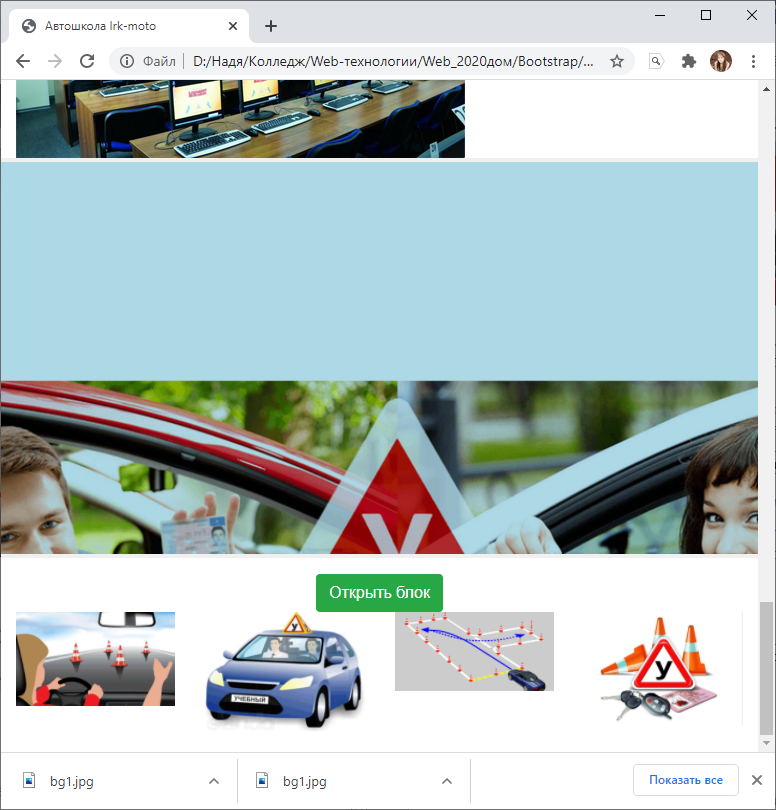 Автошкола Irk-moto
Файл
D:/Надя/Колледж/Web-технологии/Web_2020дом/Bootstrap/...
У
Открыть блок
У
УЧЕБНЫЙ
У
bg1.jpg
bg1.jpg
Показать все